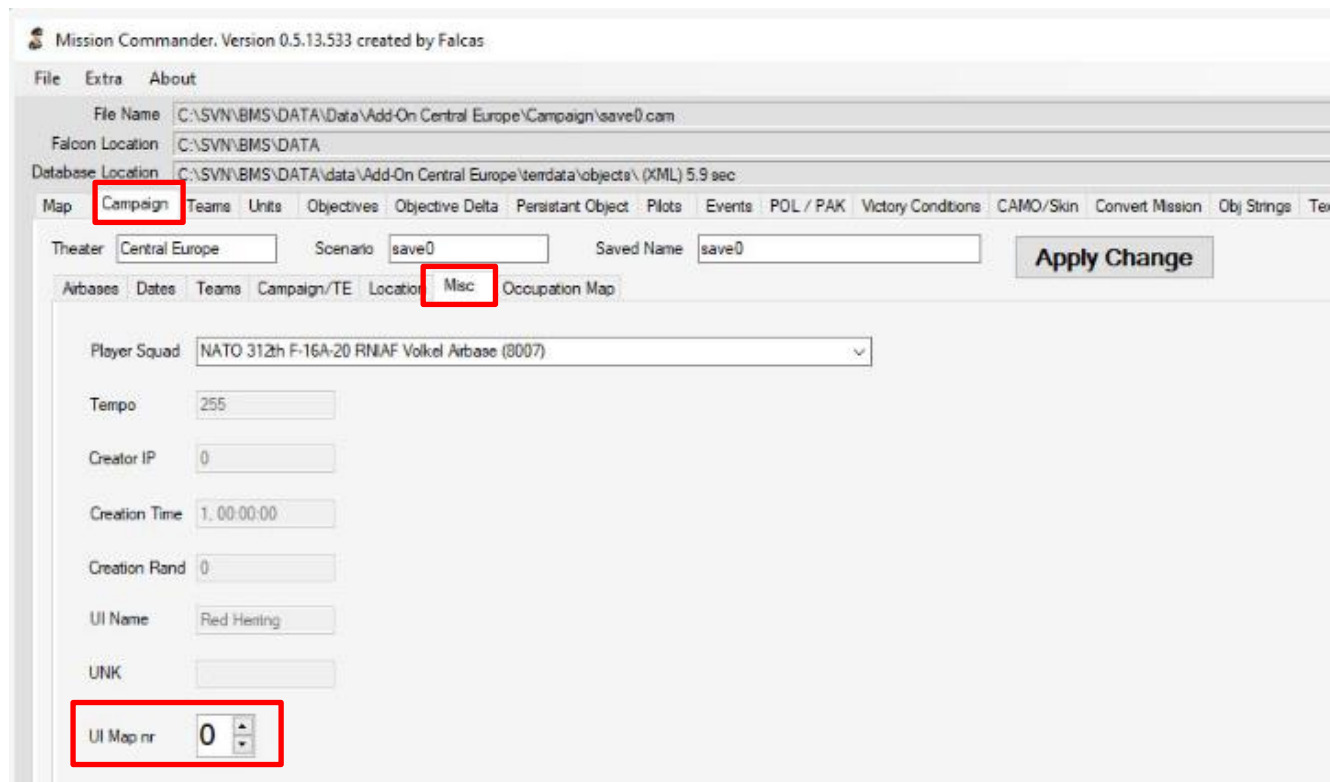 Mission Commander. Version 0.5.13.533 created by Falcas
File Extra About
File Name C:\SVN\BMS\DATA\Data\Add-On Central Europe\Campaign\save0.cam
Falcon Location C:\SVN\BMS\DATA
Database Location C:\SVN\BMS\DATA\data\Add-On Central Europe\terrdata\objects\ (XML) 5.9 sec
Map Campaign Teams Units Objectives Objective Delta Persistant Object Pilots Events POL / PAK Victory Conditions CAMO/Skin Convert Mission Obj Strings Tex
Theater Central Europe Scenario save0 Saved Name save0 Apply Change
Airbases Dates Teams Campaign/TE Location Misc Occupation Map
Player Squad NATO 312th F-16A-20 RNlAF Volkel Airbase (8007)
Tempo 255
Creator IP 0
Creation Time 1, 00:00:00
Creation Rand 0
UI Name Red Herring
UNK
UI Map nr 0